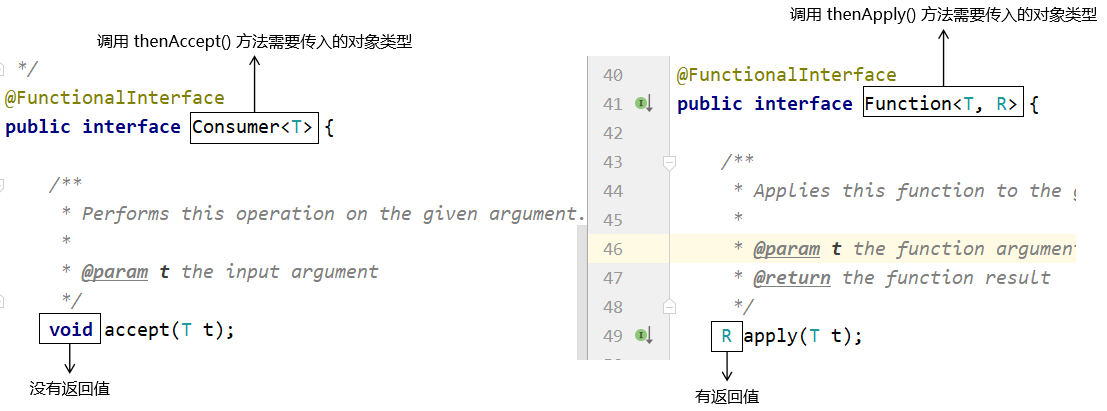 调用 thenAccept() 方法需要传入的对象类型
*/
@FunctionalInterface
public interface Consumer<T> {
/**
* Performs this operation on the given argument.
*
* @param t the input argument
*/
void accept(T t);
没有返回值
调用 thenApply() 方法需要传入的对象类型
40 @FunctionalInterface
41 public interface Function<T, R> {
42
43 /**
44 * Applies this function to the
45 *
46 * @param t the function argument
47 * @return the function result
48 */
49 R apply(T t);
有返回值